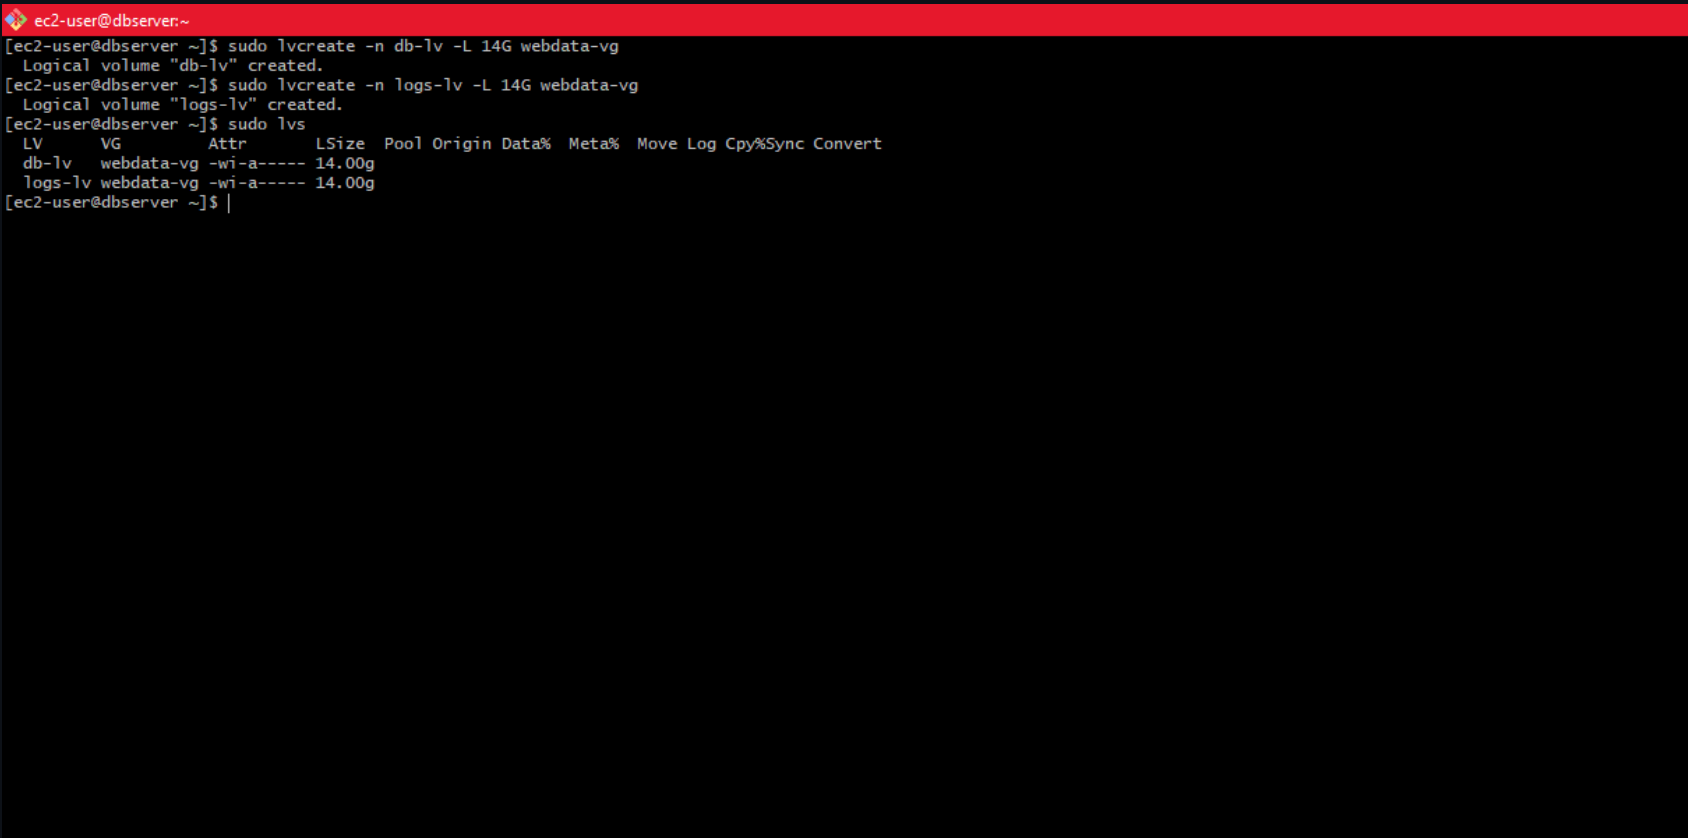 ec2-user@dbserver:~
[ec2-user@dbserver ~]$ sudo lvcreate -n db-lv -L 14G webdata-vg
  Logical volume "db-lv" created.
[ec2-user@dbserver ~]$ sudo lvcreate -n logs-lv -L 14G webdata-vg
  Logical volume "logs-lv" created.
[ec2-user@dbserver ~]$ sudo lvs
  LV      VG         Attr       LSize  Pool Origin Data%  Meta%  Move Log Cpy%Sync Convert
  db-lv   webdata-vg -wi-a----- 14.00g
  logs-lv webdata-vg -wi-a----- 14.00g
[ec2-user@dbserver ~]$